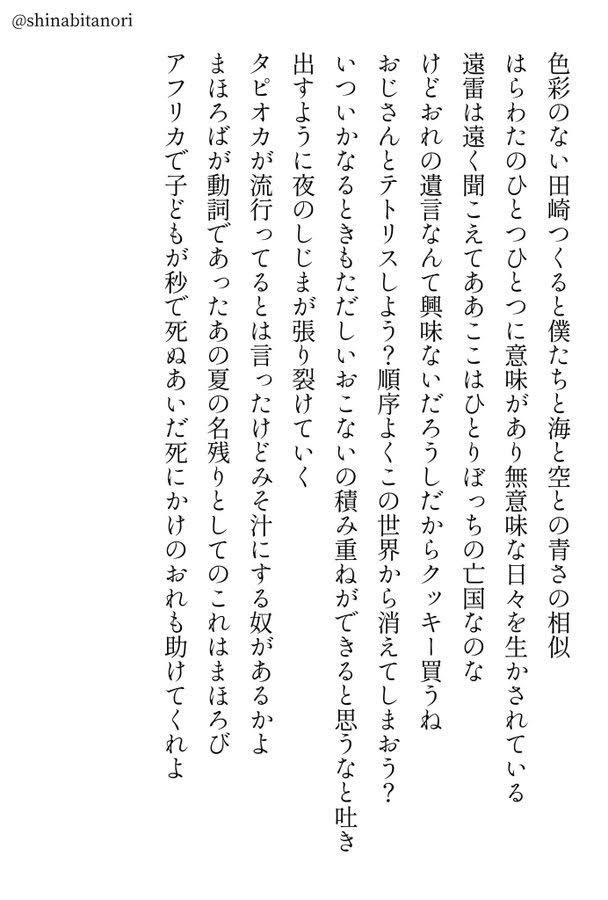 @shinabitanori
色彩のない田崎つくると僕たちと海と空との青さの相似
はらわたのひとつひとつに意味があり無意味な日々を生かされている
遠雷は遠く聞こえてああここはひとりぼっちの亡国なのな
けどおれの遺言なんて興味ないだろうしだからクッキー買うね
おじさんとテトリスしよう？順序よくこの世界から消えてしまおう？
いついかなるときもただしいおこないの積み重ねができると思うなと吐き
出すように夜のしじまが張り裂けていく
タピオカが流行ってるとは言ったけどみそ汁にする奴があるかよ
まほろばが動詞であったあの夏の名残りとしてのこれはまほろび
アフリカで子どもが秒で死ぬあいだ死にかけのおれも助けてくれよ